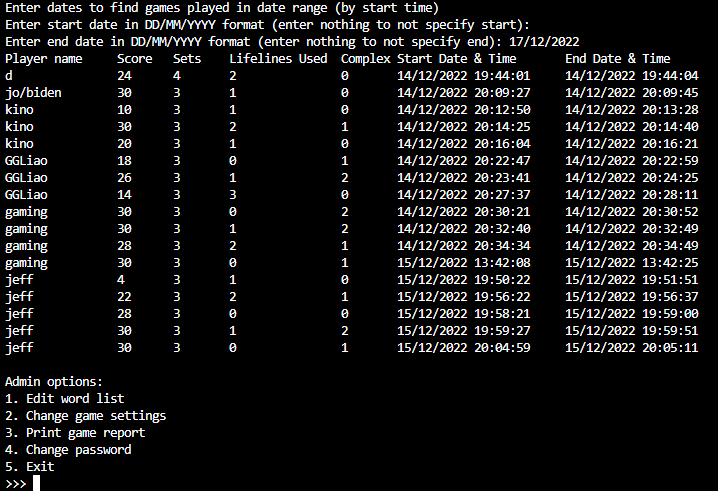 Enter dates to find games played in date range (by start time)
Enter start date in DD/MM/YYYY format (enter nothing to not specify start):
Enter end date in DD/MM/YYYY format (enter nothing to not specify end): 17/12/2022
Player name Score Sets Lifelines Used Complex Start Date & Time End Date & Time
d 24 4 2 0 14/12/2022 19:44:01 14/12/2022 19:44:04
jo/biden 30 3 1 0 14/12/2022 20:09:27 14/12/2022 20:09:45
kino 10 3 1 0 14/12/2022 20:12:50 14/12/2022 20:13:28
kino 30 3 2 1 14/12/2022 20:14:25 14/12/2022 20:14:40
kino 20 3 1 0 14/12/2022 20:16:04 14/12/2022 20:16:21
GGLiao 18 3 0 1 14/12/2022 20:22:47 14/12/2022 20:22:59
GGLiao 26 3 1 2 14/12/2022 20:23:41 14/12/2022 20:24:25
GGLiao 14 3 3 0 14/12/2022 20:27:37 14/12/2022 20:28:11
gaming 30 3 0 2 14/12/2022 20:30:21 14/12/2022 20:30:52
gaming 30 3 1 2 14/12/2022 20:32:40 14/12/2022 20:32:49
gaming 28 3 2 1 14/12/2022 20:34:34 14/12/2022 20:34:49
gaming 30 3 0 1 15/12/2022 13:42:08 15/12/2022 13:42:25
jeff 4 3 1 0 15/12/2022 19:50:22 15/12/2022 19:51:51
jeff 22 3 2 1 15/12/2022 19:56:22 15/12/2022 19:56:37
jeff 28 3 0 0 15/12/2022 19:58:21 15/12/2022 19:59:00
jeff 30 3 1 2 15/12/2022 19:59:27 15/12/2022 19:59:51
jeff 30 3 0 1 15/12/2022 20:04:59 15/12/2022 20:05:11
Admin options:
1. Edit word list
2. Change game settings
3. Print game report
4. Change password
5. Exit
>>>